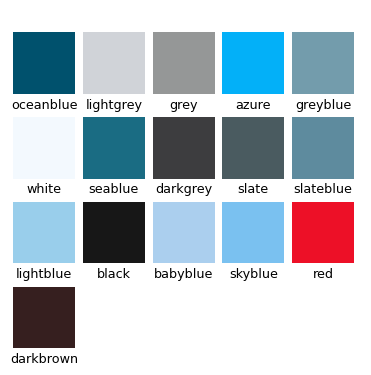 oceanblue lightgrey grey azure greyblue
white seablue darkgrey slate slateblue
lightblue black babyblue skyblue red
darkbrown